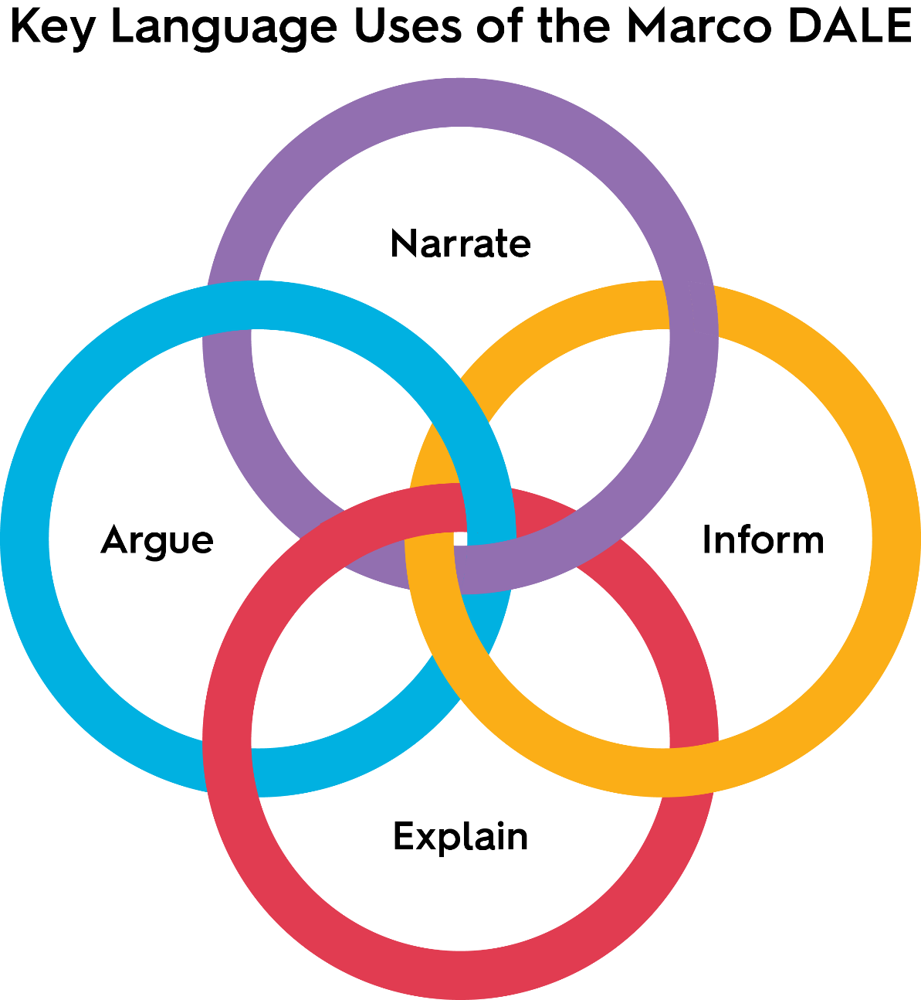 Key Language Uses of the Marco DALE
Narrate
Argue
Inform
Explain